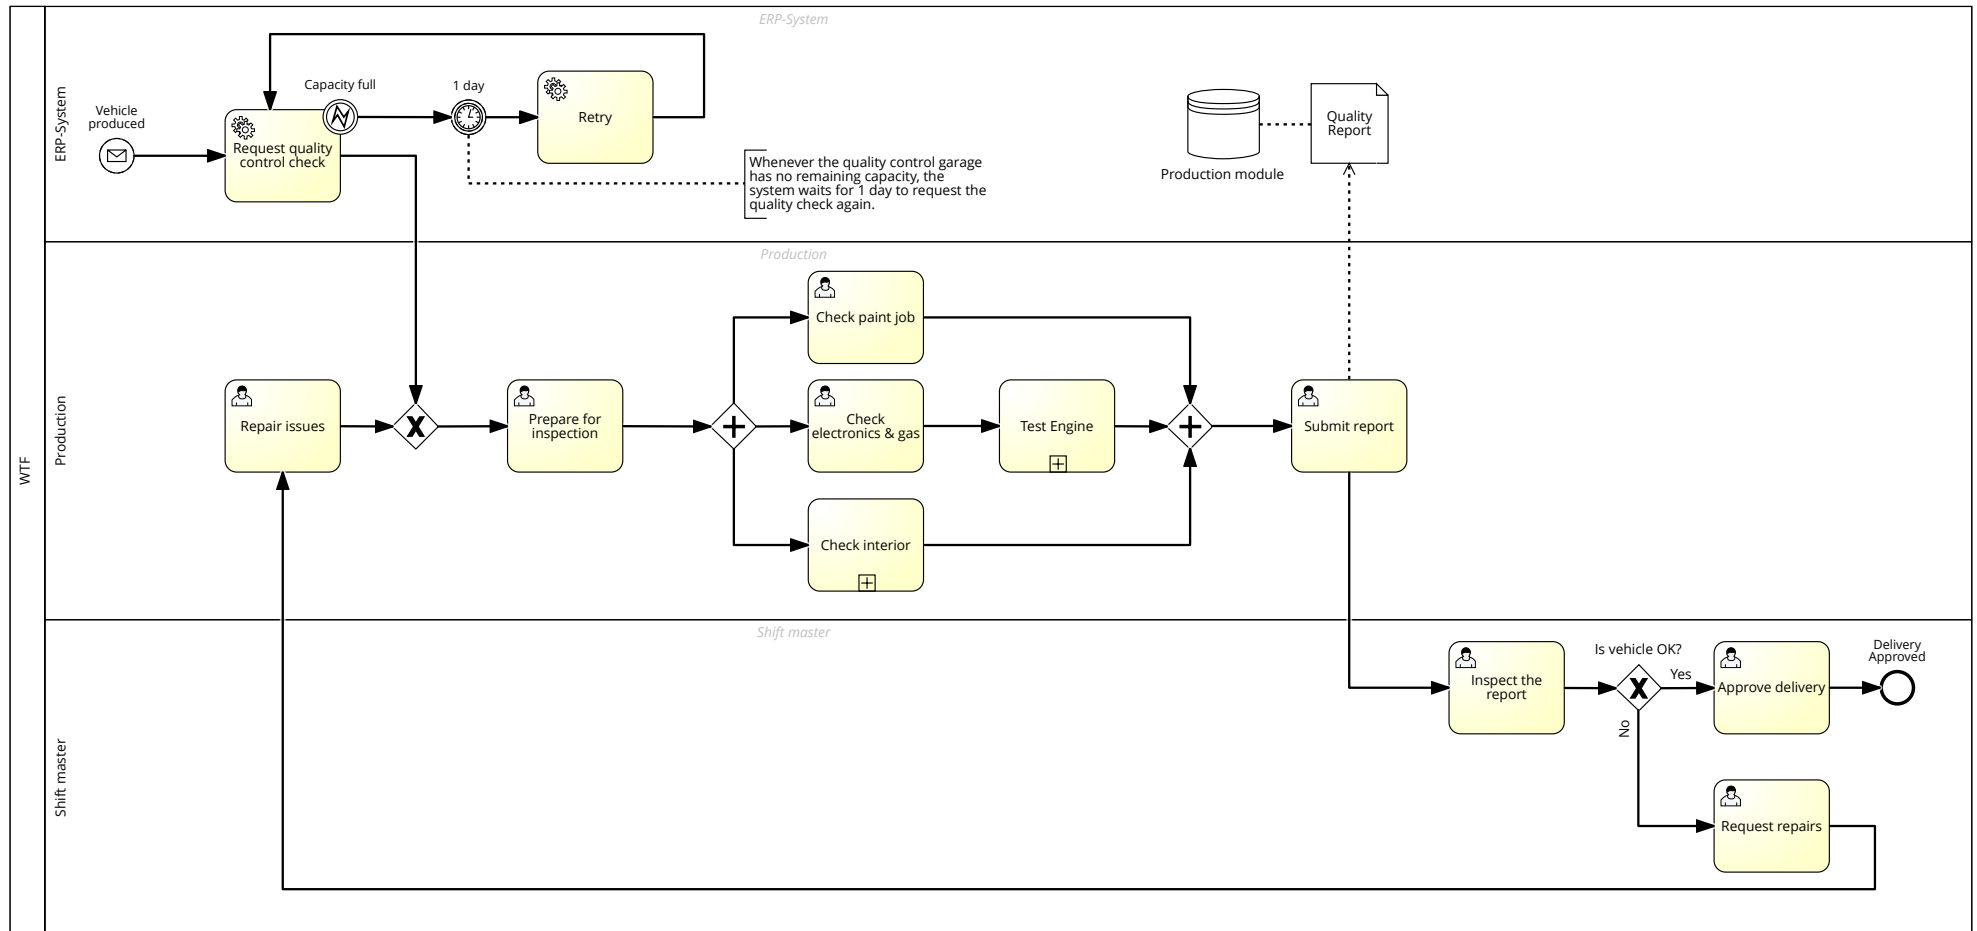 ERP-System
Capacity full
1 day
Vehicle
produced
ERP-System
Request quality
control check
Retry
Quality
Report
Production module
Whenever the quality control garage
has no remaining capacity, the
system waits for 1 day to request the
quality check again.
WTF
Production
Production
Check paint job
Repair issues
X
Prepare for
inspection
Check
electronics & gas
Test Engine
Submit report
Check interior
Shift master
Shift master
Inspect the
report
Is vehicle OK?
X
Yes
No
Approve delivery
Delivery
Approved
Request repairs